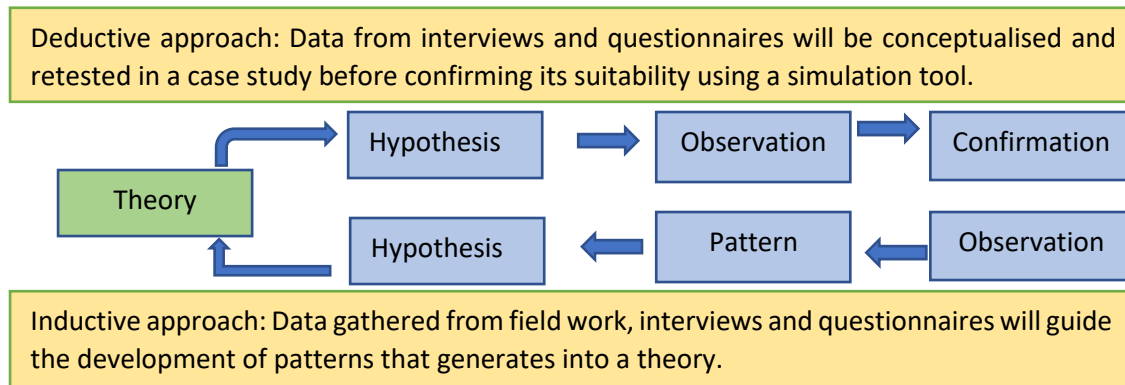 Deductive approach: Data from interviews and questionnaires will be conceptualised and
retested in a case study before confirming its suitability using a simulation tool.
Hypothesis
Observation
Confirmation
Theory
Hypothesis
Pattern
Observation
Inductive approach: Data gathered from field work, interviews and questionnaires will guide
the development of patterns that generates into a theory.